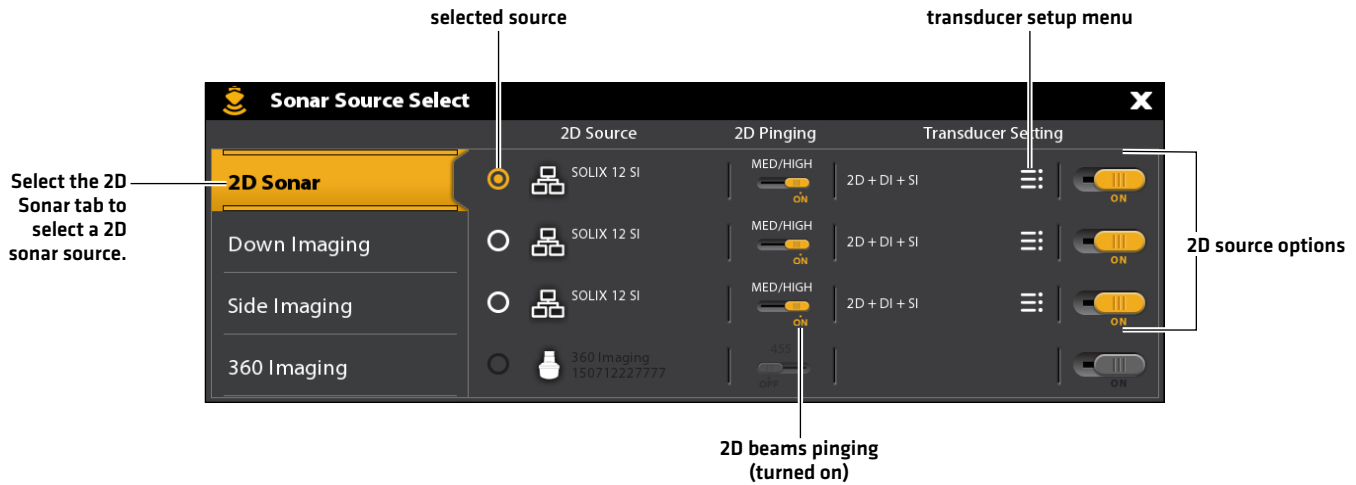 selected source
transducer setup menu
Sonar Source Select
X
2D Source
2D Pinging
Transducer Setting
Select the 2D
Sonar tab to
select a 2D
sonar source.
2D Sonar
SOLIX 12 SI
MED/HIGH
ON
2D + DI + SI
ON
Down Imaging
SOLIX 12 SI
MED/HIGH
ON
2D + DI + SI
ON
2D source options
Side Imaging
SOLIX 12 SI
MED/HIGH
ON
2D + DI + SI
ON
360 Imaging
360 Imaging
150712227777
455
OFF
ON
2D beams pinging
(turned on)